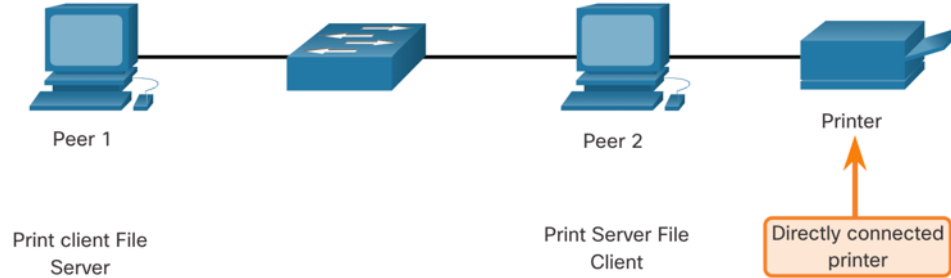 Peer 1
Peer 2
Printer
Print client File
Server
Print Server File
Client
Directly connected
printer